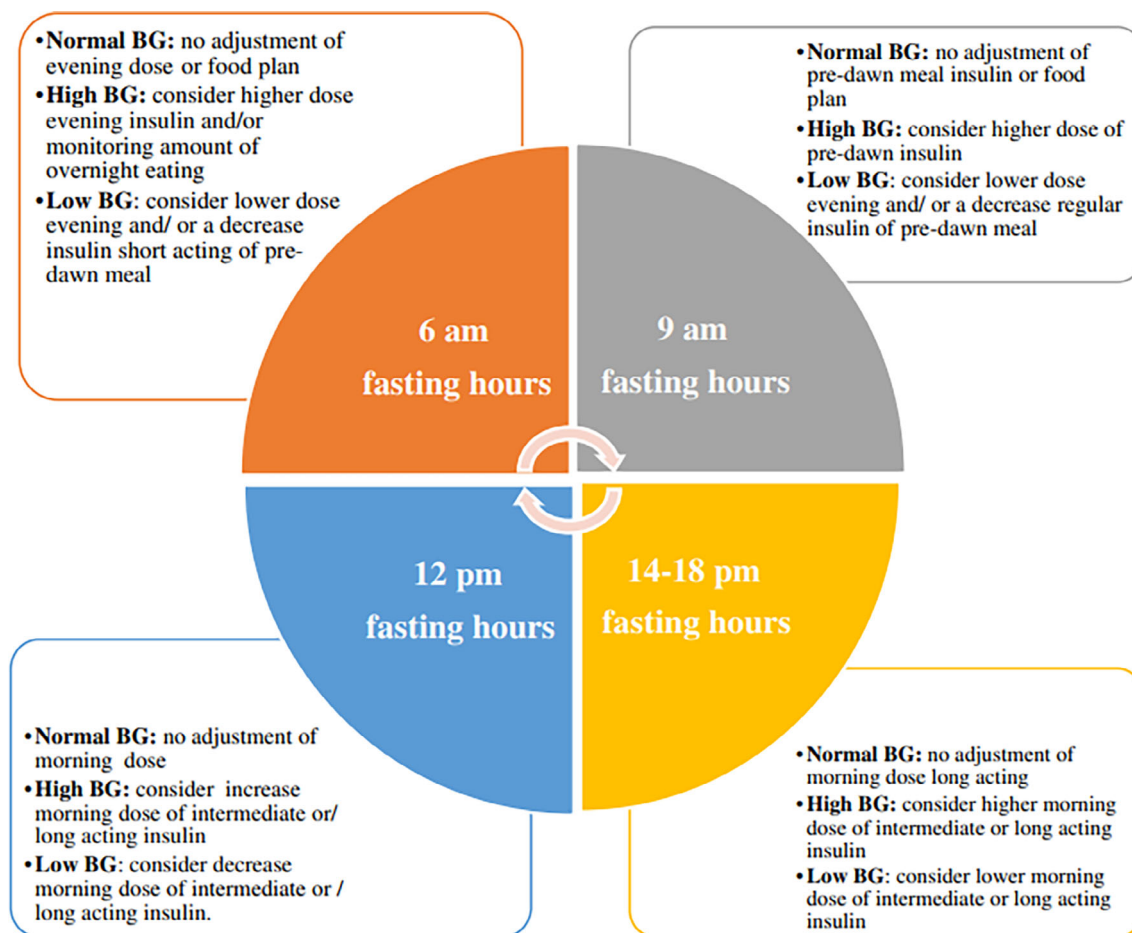 •Normal BG: no adjustment of
evening dose or food plan
•High BG: consider higher dose
evening insulin and/or
monitoring amount of
overnight eating
•Low BG: consider lower dose
evening and/ or a decrease
insulin short acting of pre-
dawn meal
•Normal BG: no adjustment of
pre-dawn meal insulin or food
plan
•High BG: consider higher dose of
pre-dawn insulin
•Low BG: consider lower dose
evening and/ or a decrease regular
insulin of pre-dawn meal
6 am
fasting hours
9 am
fasting hours
12 pm
fasting hours
14-18 pm
fasting hours
•Normal BG: no adjustment of
morning dose
•High BG: consider increase
morning dose of intermediate or/
long acting insulin
•Low BG: consider decrease
morning dose of intermediate or /
long acting insulin.
•Normal BG: no adjustment of
morning dose long acting
•High BG: consider higher morning
dose of intermediate or long acting
insulin
•Low BG: consider lower morning
dose of intermediate or long acting
insulin